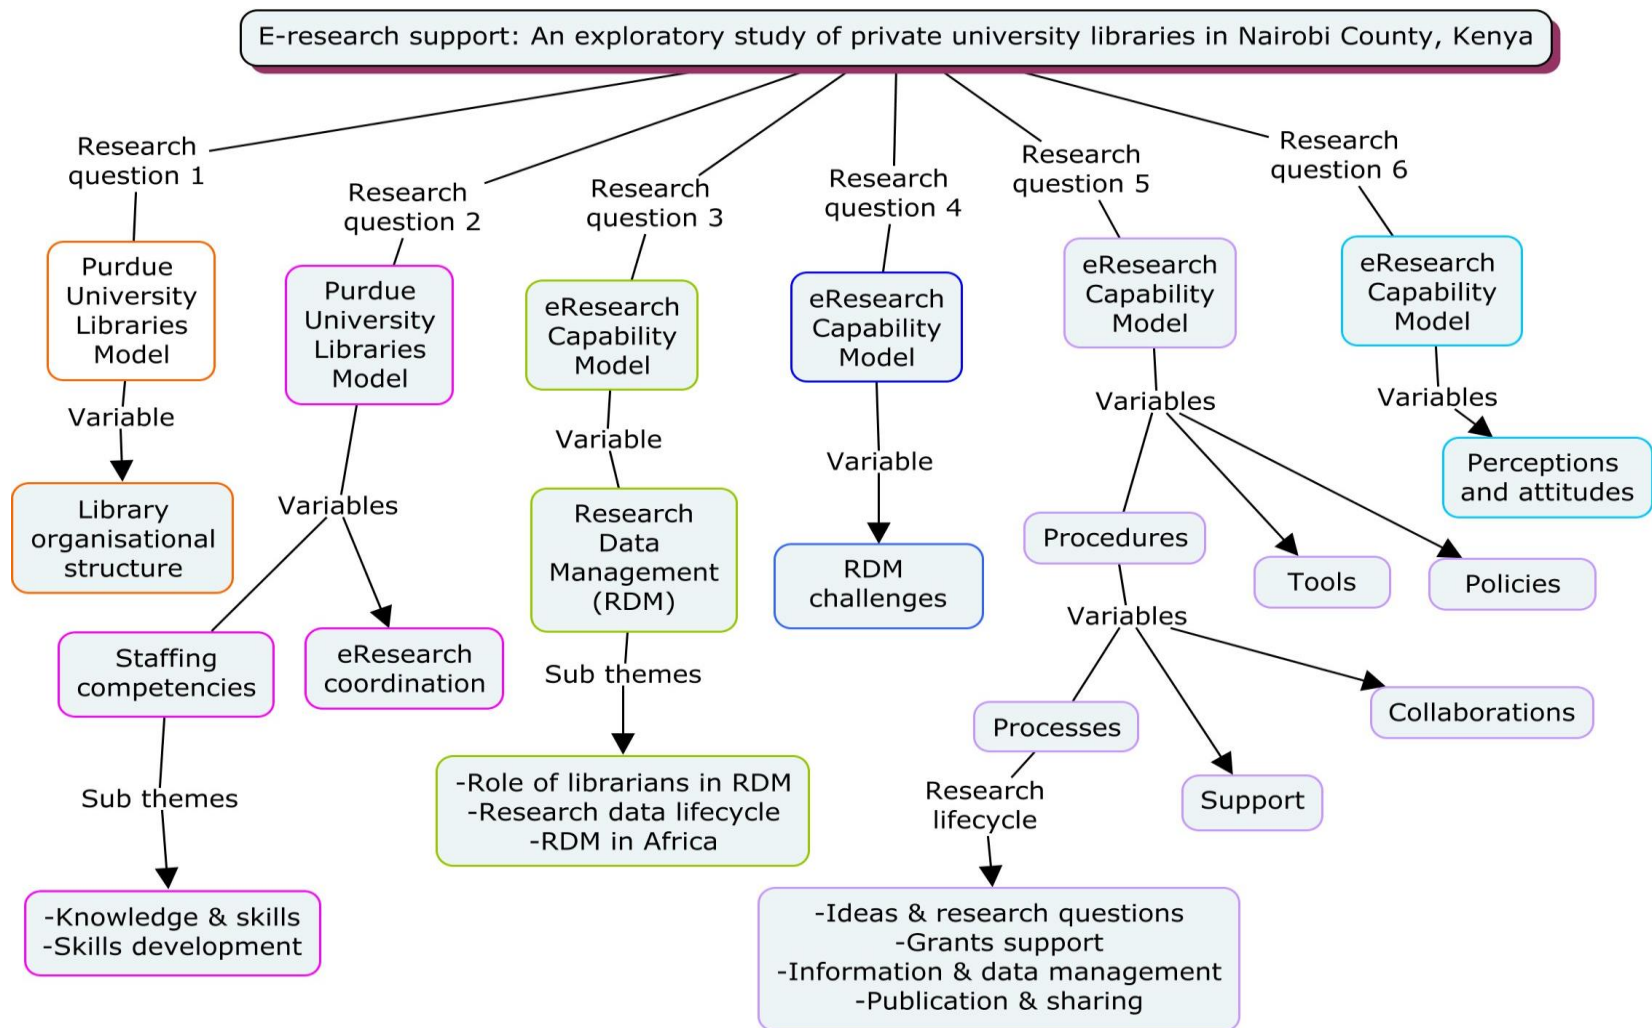 E-research support: An exploratory study of private university libraries in Nairobi County, Kenya
Research
question 1
Purdue
University
Libraries
Model
Variable
Library
organisational
structure
Research
question 2
Purdue
University
Libraries
Model
Variables
Staffing
competencies
eResearch
coordination
Sub themes
-Knowledge & skills
-Skills development
Research
question 3
eResearch
Capability
Model
Variable
Research
Data
Management
(RDM)
Sub themes
-Role of librarians in RDM
-Research data lifecycle
-RDM in Africa
Research
question 4
eResearch
Capability
Model
Variable
RDM
challenges
Research
question 5
eResearch
Capability
Model
Variables
Procedures
Tools
Policies
Variables
Processes
Support
Collaborations
Research
lifecycle
-Ideas & research questions
-Grants support
-Information & data management
-Publication & sharing
Research
question 6
eResearch
Capability
Model
Variables
Perceptions
and attitudes